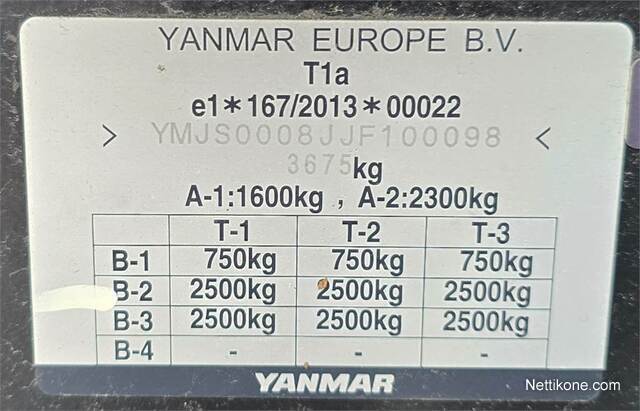 YANMAR EUROPE B.V.
T1a
e1*167/2013*00022
> YMJS0008JJF100098 <
3675kg
A-1:1600kg , A-2:2300kg
T-1 T-2 T-3
B-1 750kg 750kg 750kg
B-2 2500kg 2500kg 2500kg
B-3 2500kg 2500kg 2500kg
B-4 - - -
YANMAR
Nettikone.com